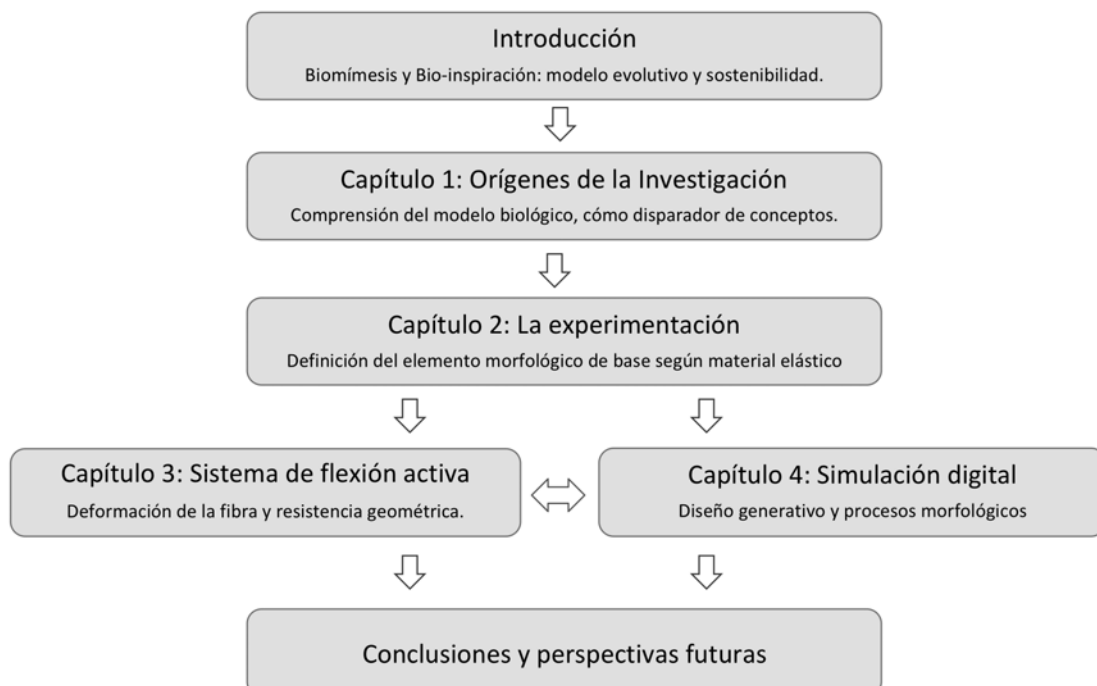 Introducción
Biomímesis y Bio-inspiración: modelo evolutivo y sostenibilidad.
Capítulo 1: Orígenes de la Investigación
Comprensión del modelo biológico, cómo disparador de conceptos.
Capítulo 2: La experimentación
Definición del elemento morfológico de base según material elástico
Capítulo 3: Sistema de flexión activa
Deformación de la fibra y resistencia geométrica.
Capítulo 4: Simulación digital
Diseño generativo y procesos morfológicos
Conclusiones y perspectivas futuras